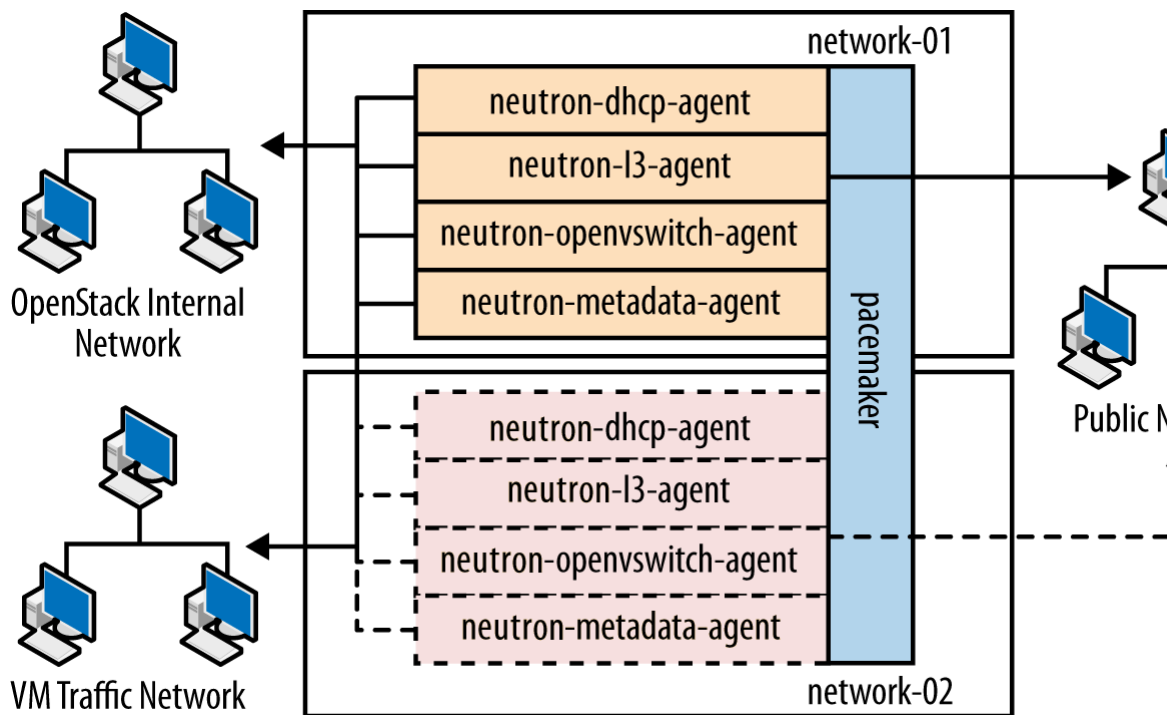 network-01
neutron-dhcp-agent
neutron-l3-agent
neutron-openvswitch-agent
neutron-metadata-agent
pacemaker
OpenStack Internal
Network
neutron-dhcp-agent
neutron-l3-agent
neutron-openvswitch-agent
neutron-metadata-agent
Public
VM Traffic Network
network-02